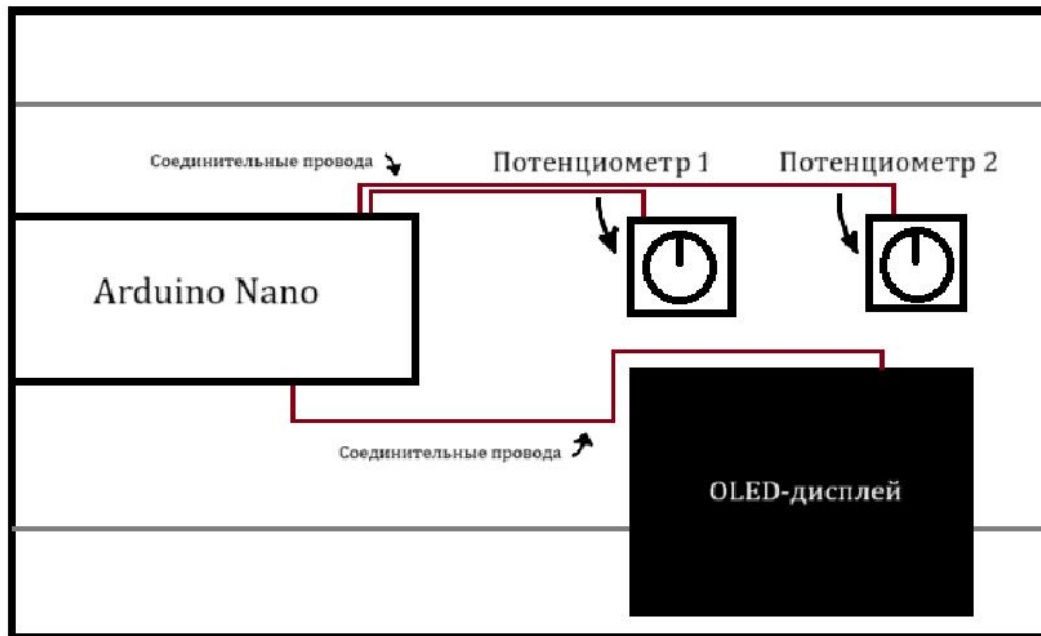 Соединительные провода
Потенциометр 1
Потенциометр 2
Arduino Nano
Соединительные провода
OLED-дисплей